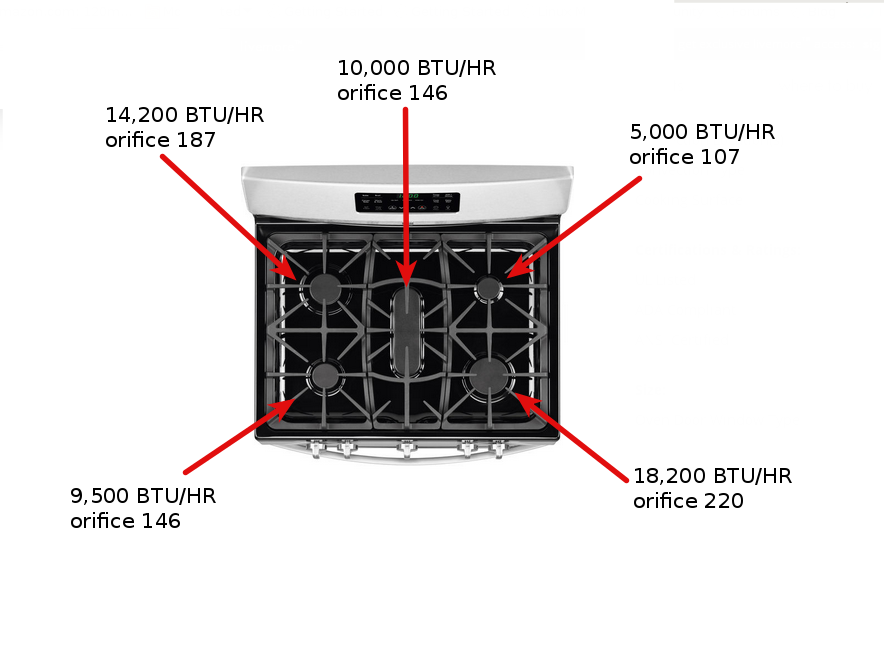 10,000 BTU/HR
orifice 146
14,200 BTU/HR
orifice 187
5,000 BTU/HR
orifice 107
18,200 BTU/HR
orifice 220
9,500 BTU/HR
orifice 146